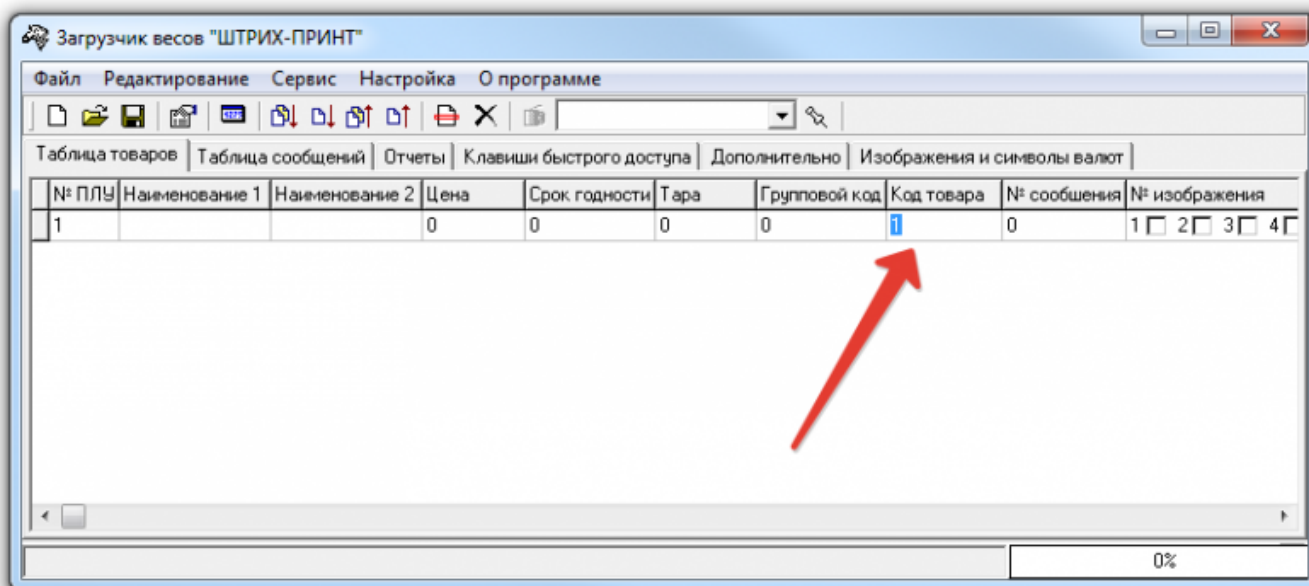 Загрузчик весов "ШТРИХ-ПРИНТ"
Файл Редактирование Сервис Настройка О программе
Таблица товаров Таблица сообщений Отчеты Клавиши быстрого доступа Дополнительно Изображения и символы валют
№ ПЛУ Наименование 1 Наименование 2 Цена Срок годности Тара Групповой код Код товара № сообшения № изображения
1 0 0 0 0 1 0 1 2 3 4
0%